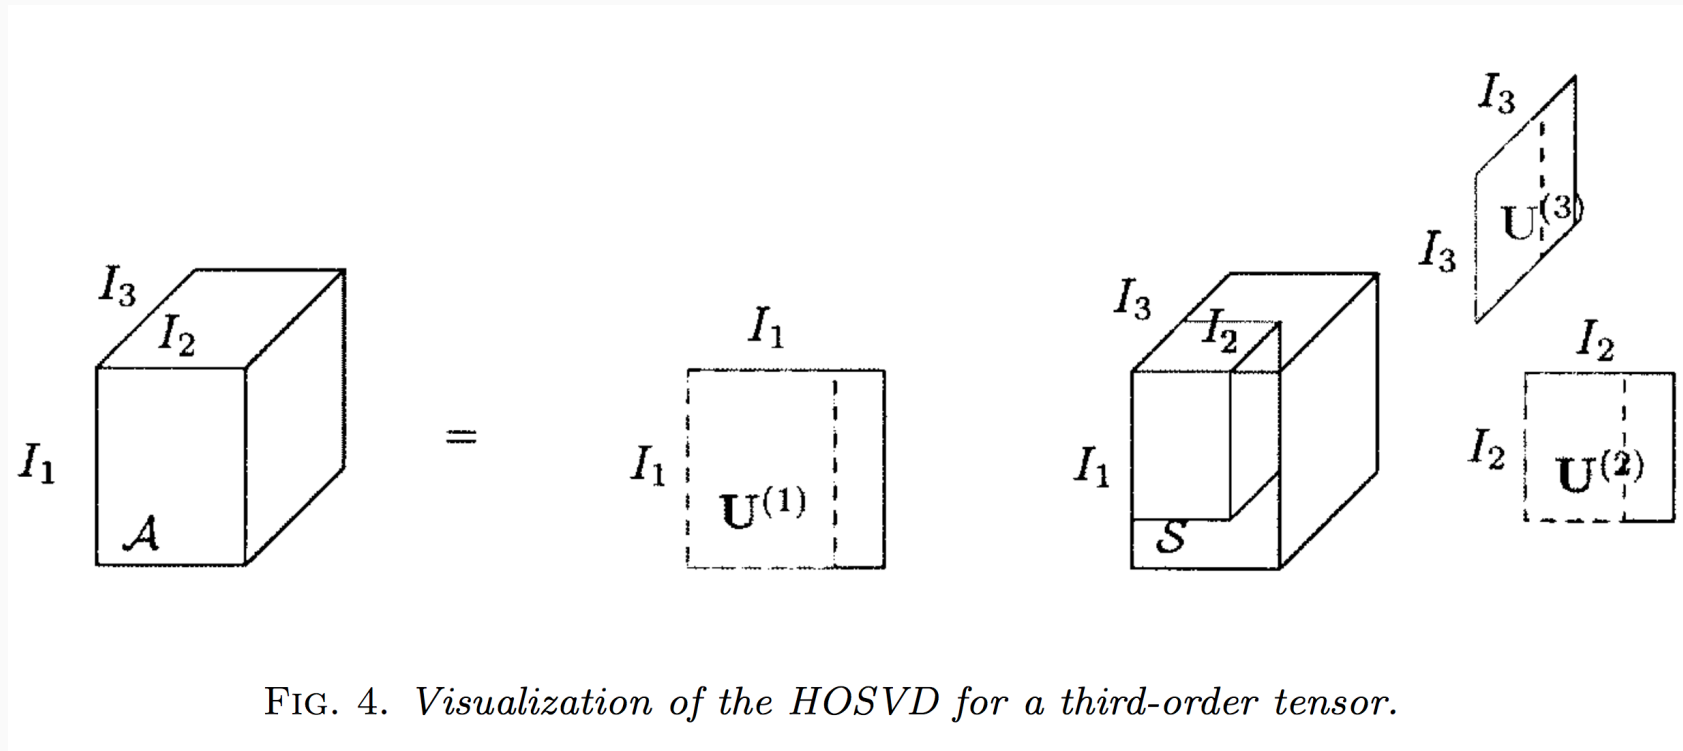 I₃
I₂
I₁
𝒜
=
I₁
I₁
U⁽¹⁾
I₃
I₂
I₁
𝒮
I₃
I₃
U⁽³⁾
I₂
I₂
U⁽²⁾
FIG. 4. Visualization of the HOSVD for a third-order tensor.